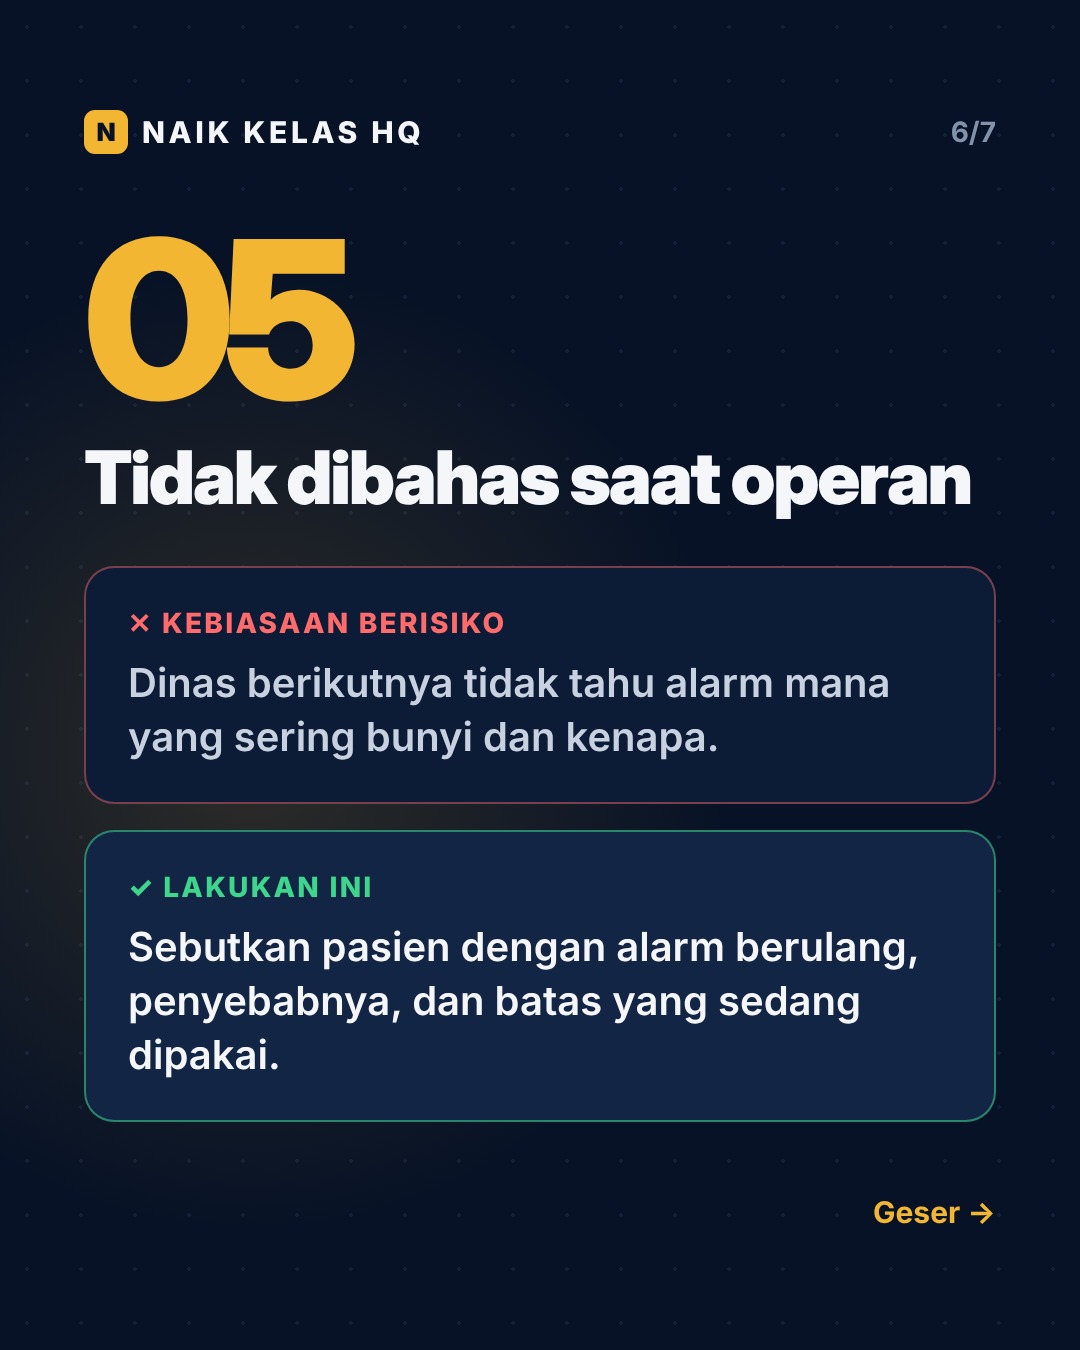 N NAIK KELAS HQ
6/7
05
Tidak dibahas saat operan
✕ KEBIASAAN BERISIKO
Dinas berikutnya tidak tahu alarm mana
yang sering bunyi dan kenapa.
✓ LAKUKAN INI
Sebutkan pasien dengan alarm berulang,
penyebabnya, dan batas yang sedang
dipakai.
Geser →